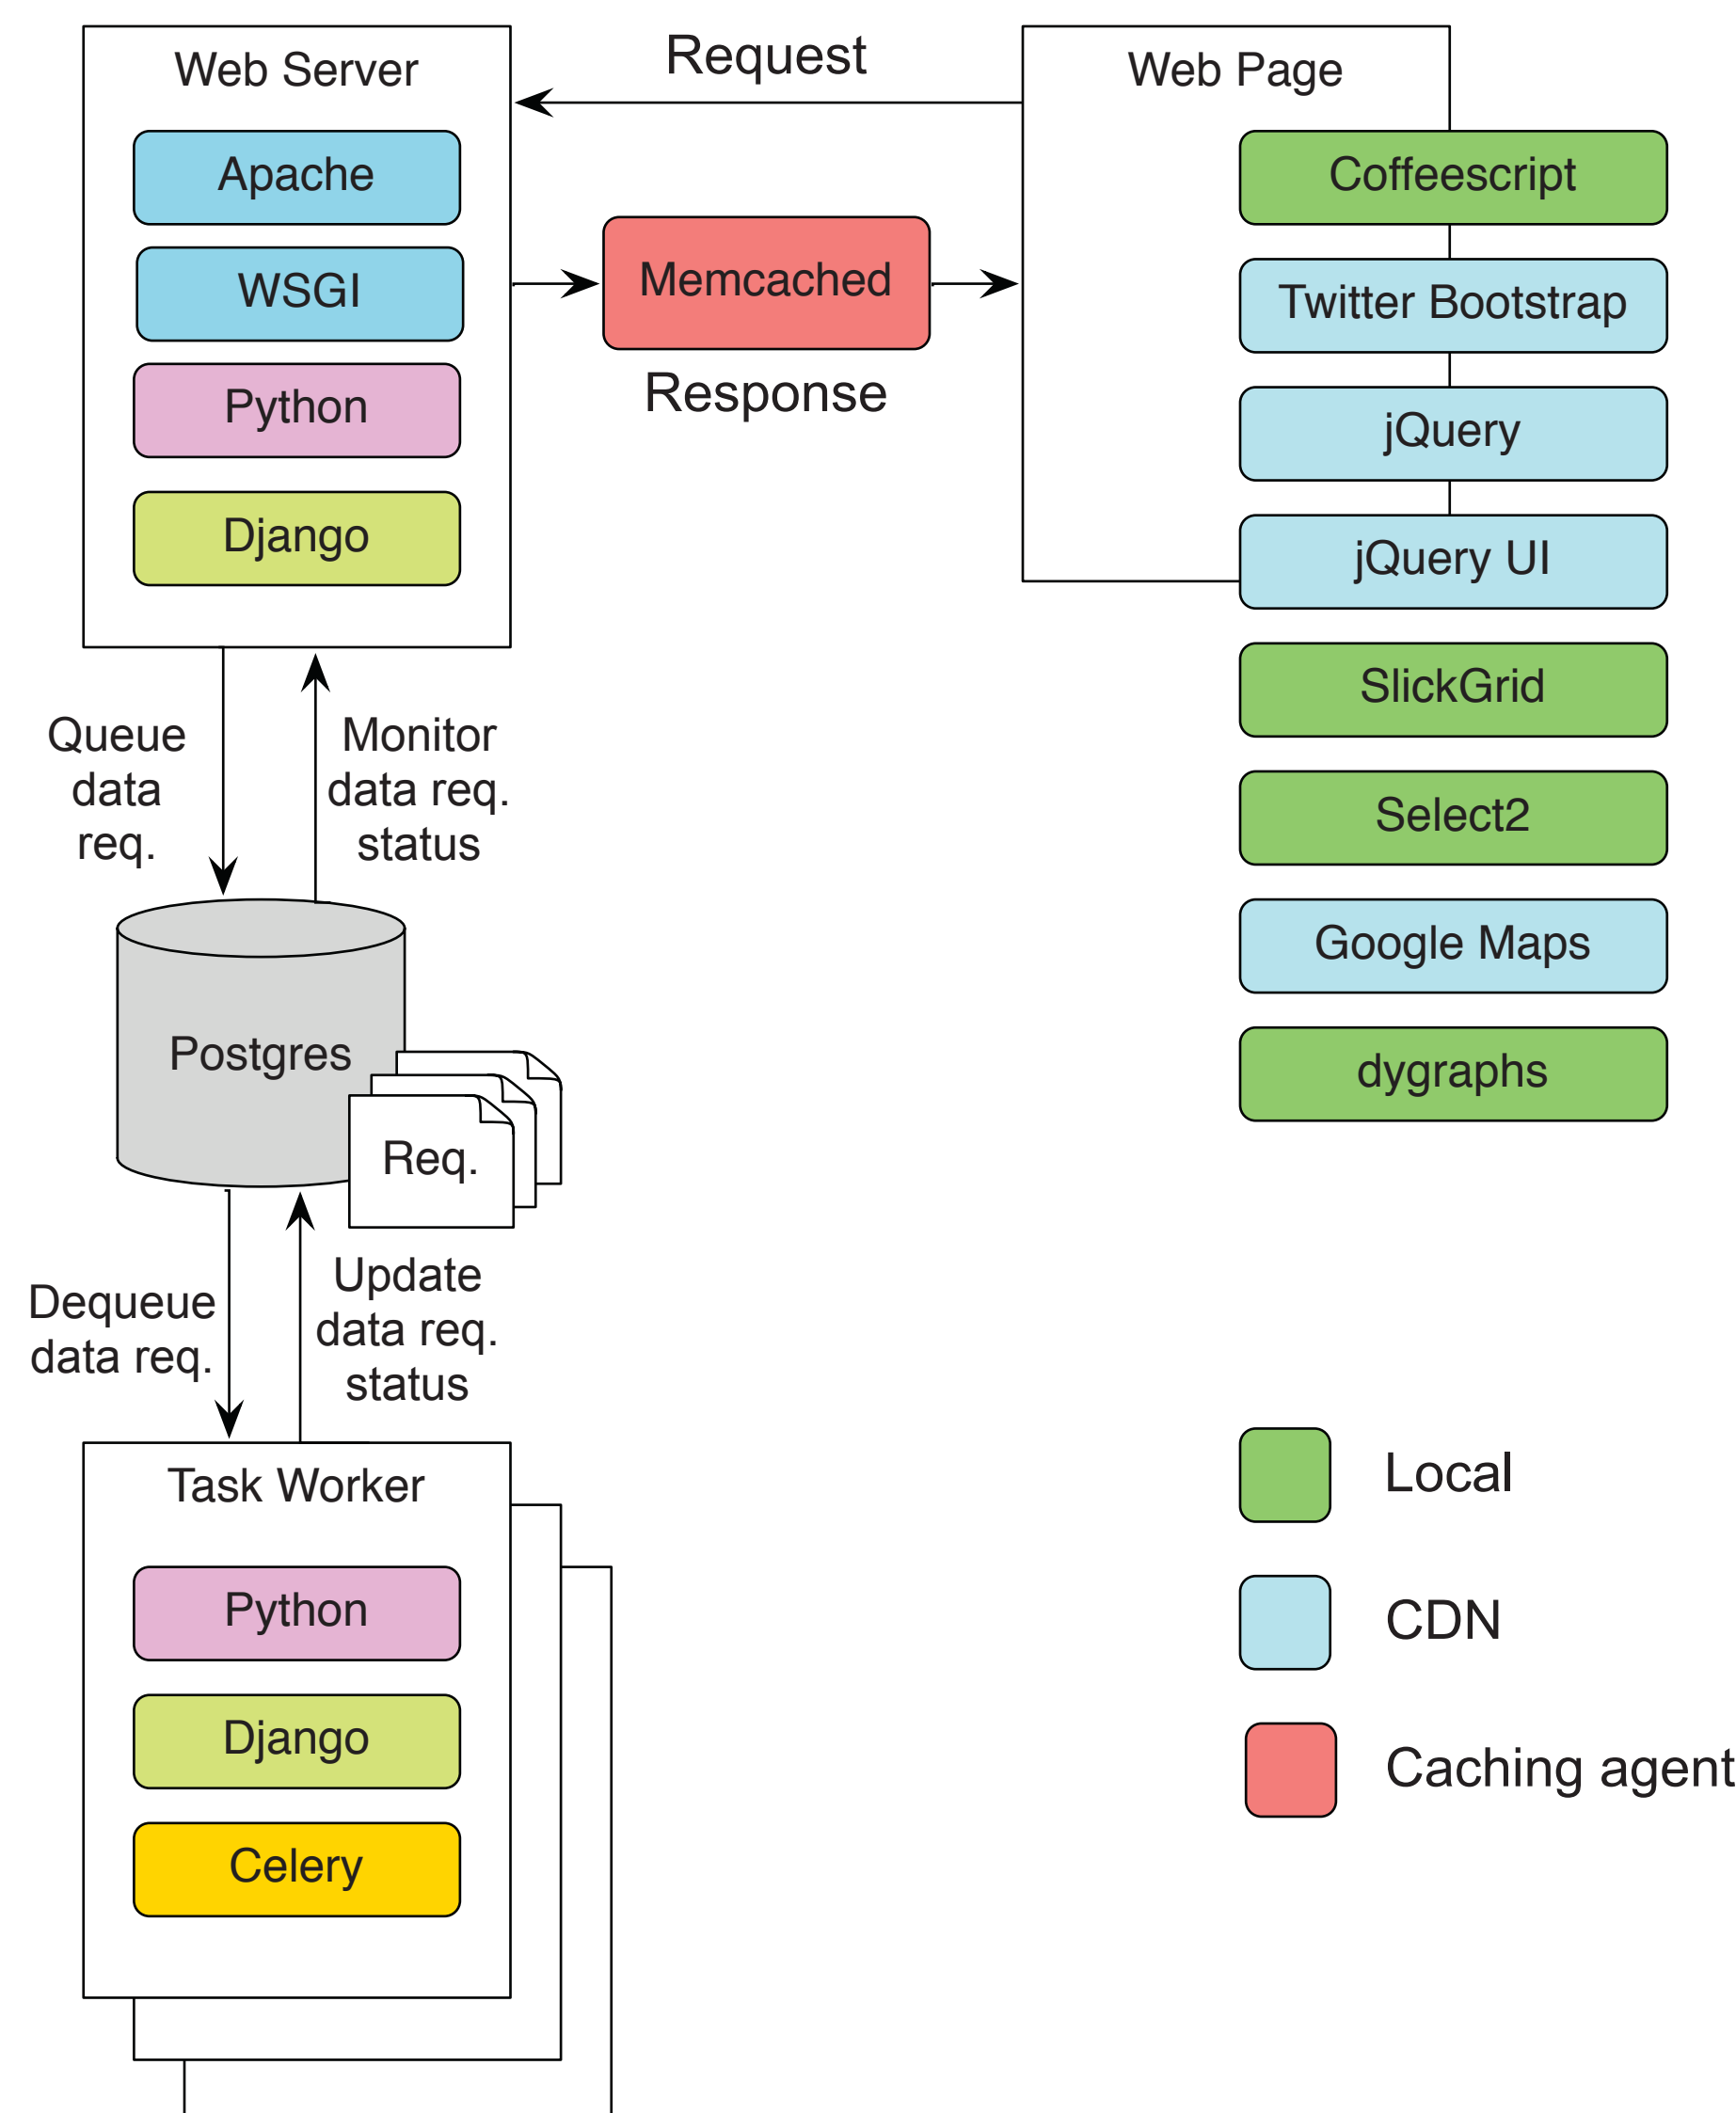 Web Server
Apache
WSGI
Python
Django
Request
Memcached
Response
Web Page
Coffeescript
Twitter Bootstrap
jQuery
jQuery UI
SlickGrid
Select2
Google Maps
dygraphs
Queue
data
req.
Monitor
data req.
status
Postgres
Req.
Dequeue
data req.
Update
data req.
status
Task Worker
Python
Django
Celery
Local
CDN
Caching agent